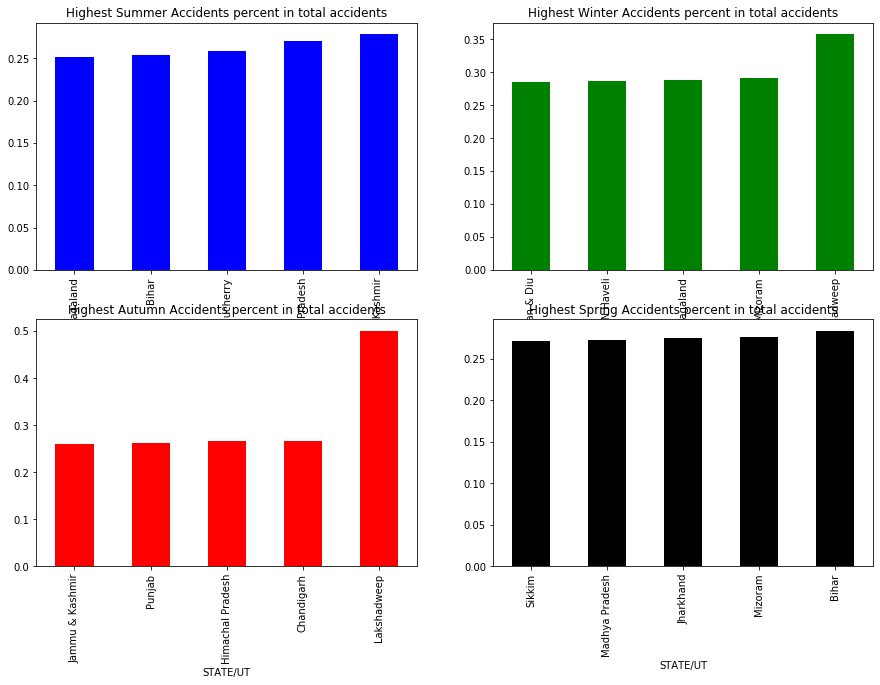 Highest Summer Accidents percent in total accidents
0.25
0.20
0.15
0.10
0.05
0.00
Bihar
Pradesh
Kashmir
Highest Winter Accidents percent in total accidents
0.35
0.30
0.25
0.20
0.15
0.10
0.05
0.00
& Diu
Haveli
Highest Autumn Accidents percent in total accidents
0.5
0.4
0.3
0.2
0.1
0.0
Jammu & Kashmir
Punjab
Himachal Pradesh
Chandigarh
Lakshadweep
STATE/UT
Highest Spring Accidents percent in total accidents
0.25
0.20
0.15
0.10
0.05
0.00
Sikkim
Madhya Pradesh
Jharkhand
Mizoram
Bihar
STATE/UT